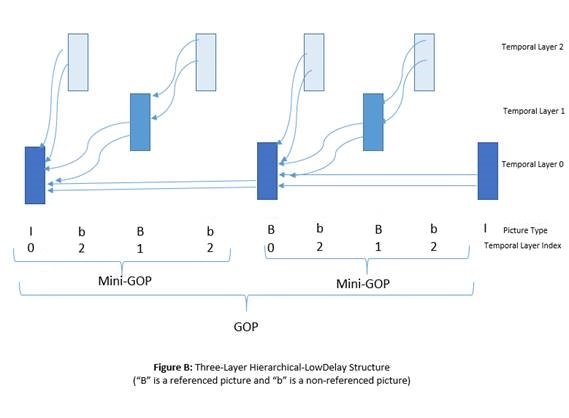 Temporal Layer 2
Temporal Layer 1
Temporal Layer 0
I b B b B b B b I Picture Type
0 2 1 2 0 2 1 2 Temporal Layer Index
Mini-GOP Mini-GOP
GOP
Figure B: Three-Layer Hierarchical-LowDelay Structure
("B" is a referenced picture and "b" is a non-referenced picture)